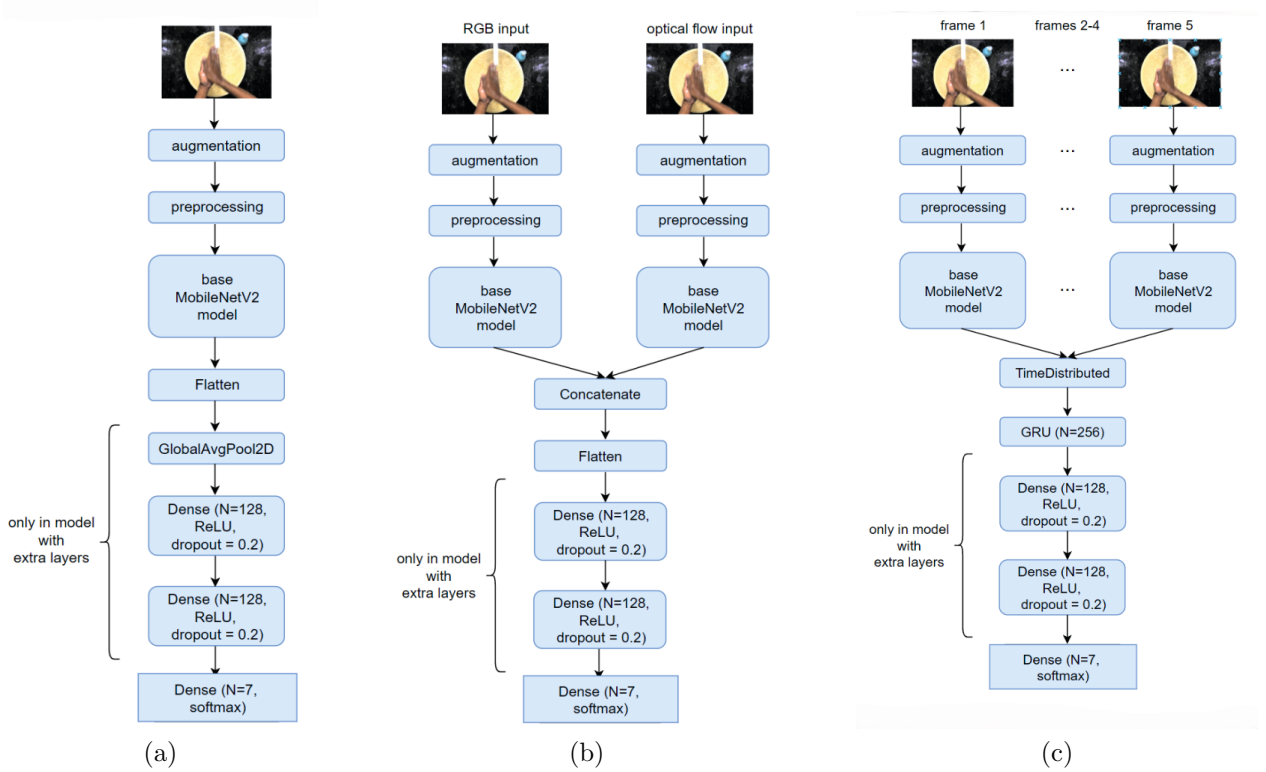 augmentation
preprocessing
base
MobileNetV2
model
Flatten
GlobalAvgPool2D
Dense (N=128,
ReLU,
dropout = 0.2)
Dense (N=128,
ReLU,
dropout = 0.2)
only in model
with
extra layers
Dense (N=7,
softmax)
(a)
RGB input
optical flow input
augmentation
augmentation
preprocessing
preprocessing
base
MobileNetV2
model
base
MobileNetV2
model
Concatenate
Flatten
Dense (N=128,
ReLU,
dropout = 0.2)
Dense (N=128,
ReLU,
dropout = 0.2)
only in model
with
extra layers
Dense (N=7,
softmax)
(b)
frame 1
frames 2-4
frame 5
...
augmentation
...
augmentation
preprocessing
...
preprocessing
base
MobileNetV2
model
...
base
MobileNetV2
model
TimeDistributed
GRU (N=256)
Dense (N=128,
ReLU,
dropout = 0.2)
Dense (N=128,
ReLU,
dropout = 0.2)
only in model
with
extra layers
Dense (N=7,
softmax)
(c)